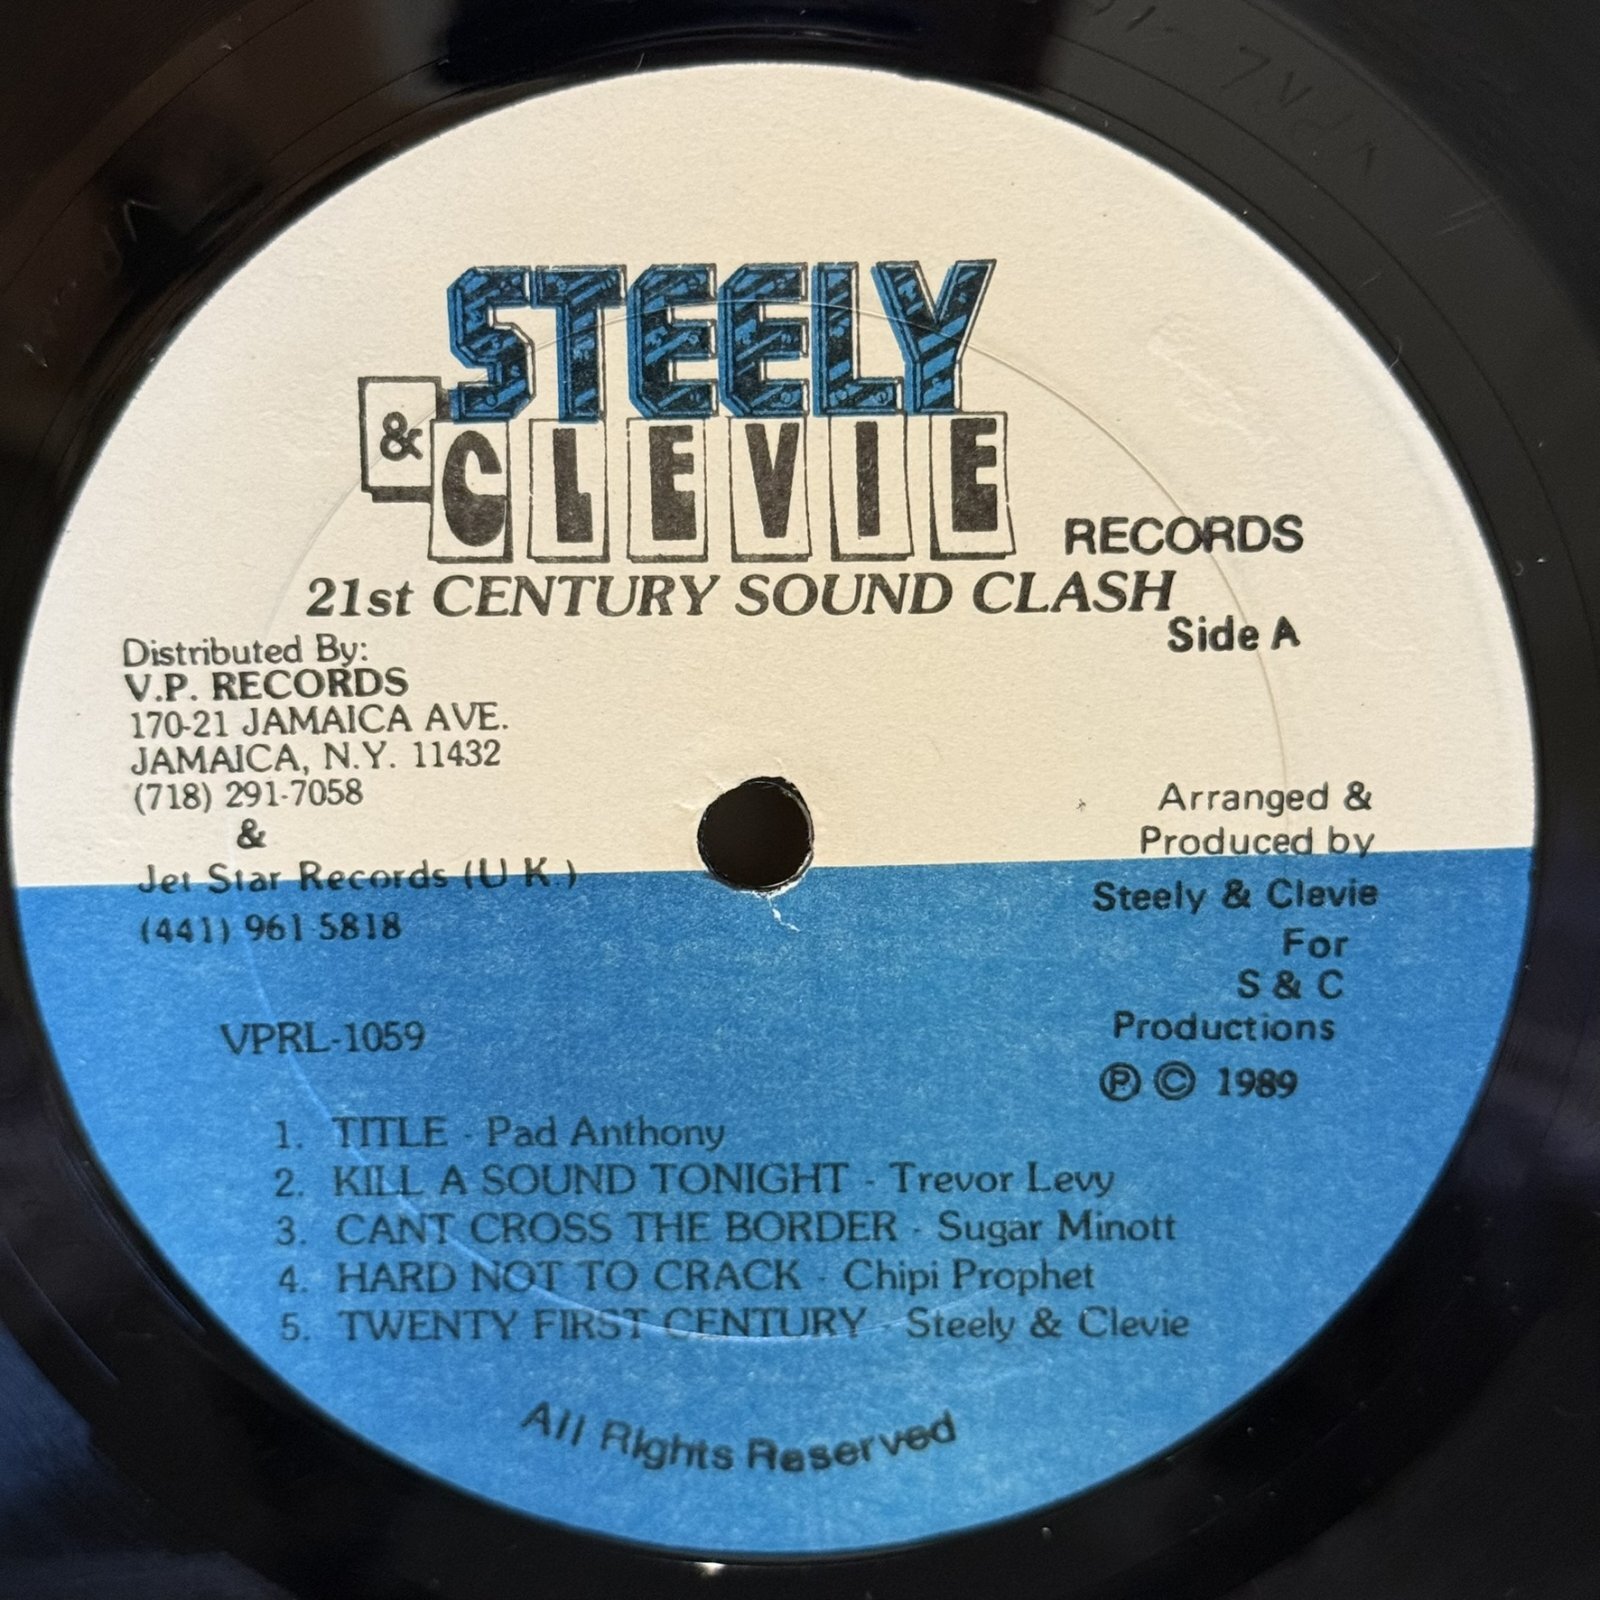 STEELY
& CLEVIE
RECORDS
21st CENTURY SOUND CLASH
Side A
Distributed By:
V.P. RECORDS
170-21 JAMAICA AVE.
JAMAICA, N.Y. 11432
(718) 291-7058
&
Jet Star Records (U.K.)
(441) 961-5818
Arranged &
Produced by
Steely & Clevie
For
S & C
Productions
Ⓟ © 1989
VPRL-1059
1. TITLE - Pad Anthony
2. KILL A SOUND TONIGHT - Trevor Levy
3. CANT CROSS THE BORDER - Sugar Minott
4. HARD NOT TO CRACK - Chipi Prophet
5. TWENTY FIRST CENTURY - Steely & Clevie
All Rights Reserved